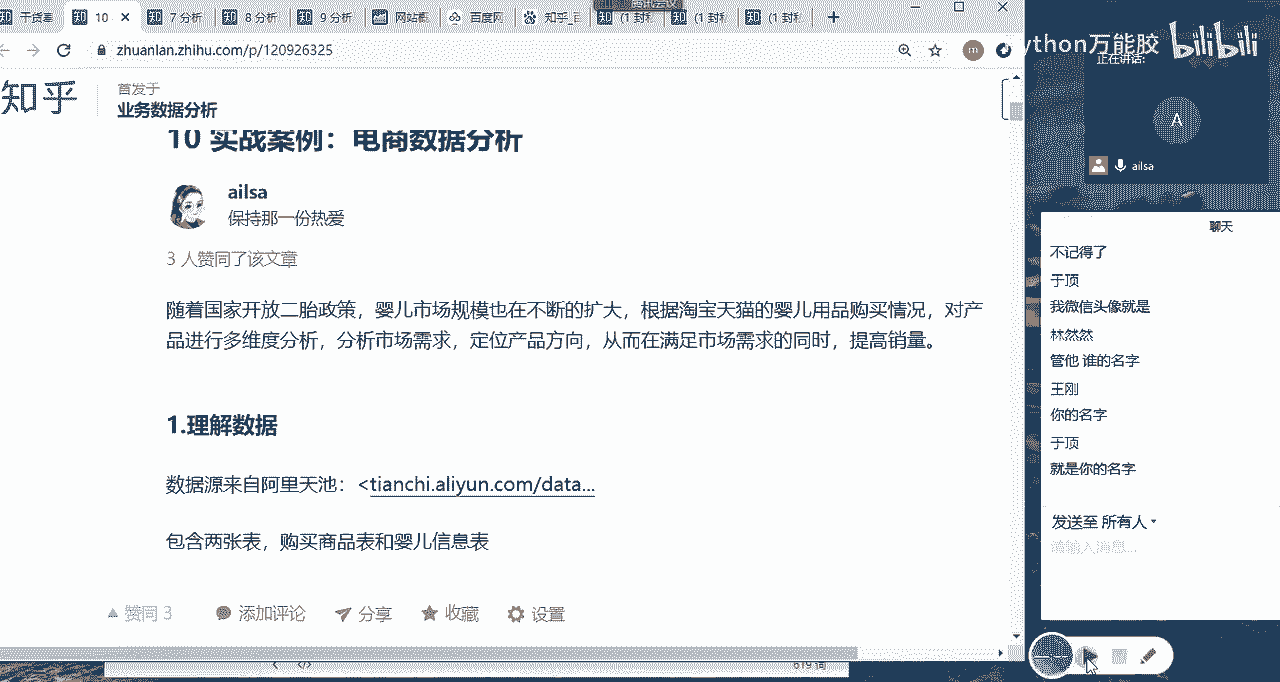 干货
10
7 分析
8 分析
9 分析
网站
百度网
知乎_
(1 封私
(1 封私
(1 封私
zhuanlan.zhihu.com/p/120926325
m
知乎
首发于
业务数据分析
10 实战案例：电商数据分析
ailsa
保持那一份热爱
3 人赞同了该文章
随着国家开放二胎政策，婴儿市场规模也在不断的扩大，根据淘宝天猫的婴儿用品购买情况，对产
品进行多维度分析，分析市场需求，定位产品方向，从而在满足市场需求的同时，提高销量。
1.理解数据
数据源来自阿里天池：<tianchi.aliyun.com/data...
包含两张表，购买商品表和婴儿信息表
赞同 3
添加评论
分享
收藏
设置
619 词
ython万能胶
bilibili
正在讲话:
A
ailsa
聊天
不记得了
于顶
我微信头像就是
林然然
管他 谁的名字
王刚
你的名字
于顶
就是你的名字
发送至 所有人
请输入消息...